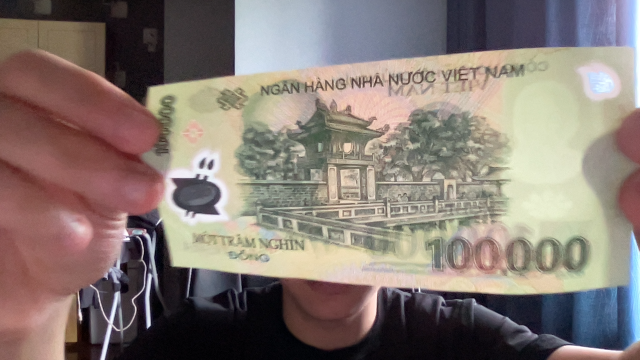 100000
NGÂN HÀNG NHÀ NƯỚC VIỆT NAM
MỘT TRĂM NGHÌN
ĐỒNG
100.000